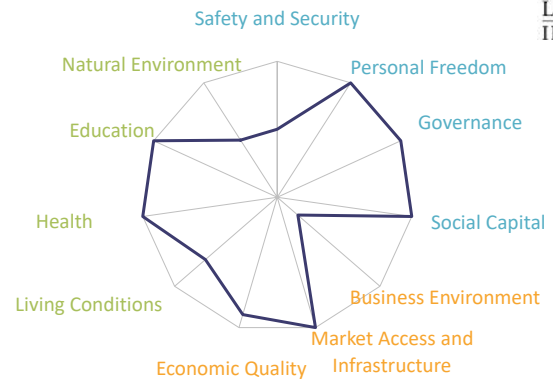 Safety and Security
Natural Environment
Personal Freedom
Education
Governance
Health
Social Capital
Living Conditions
Business Environment
Market Access and
Infrastructure
Economic Quality